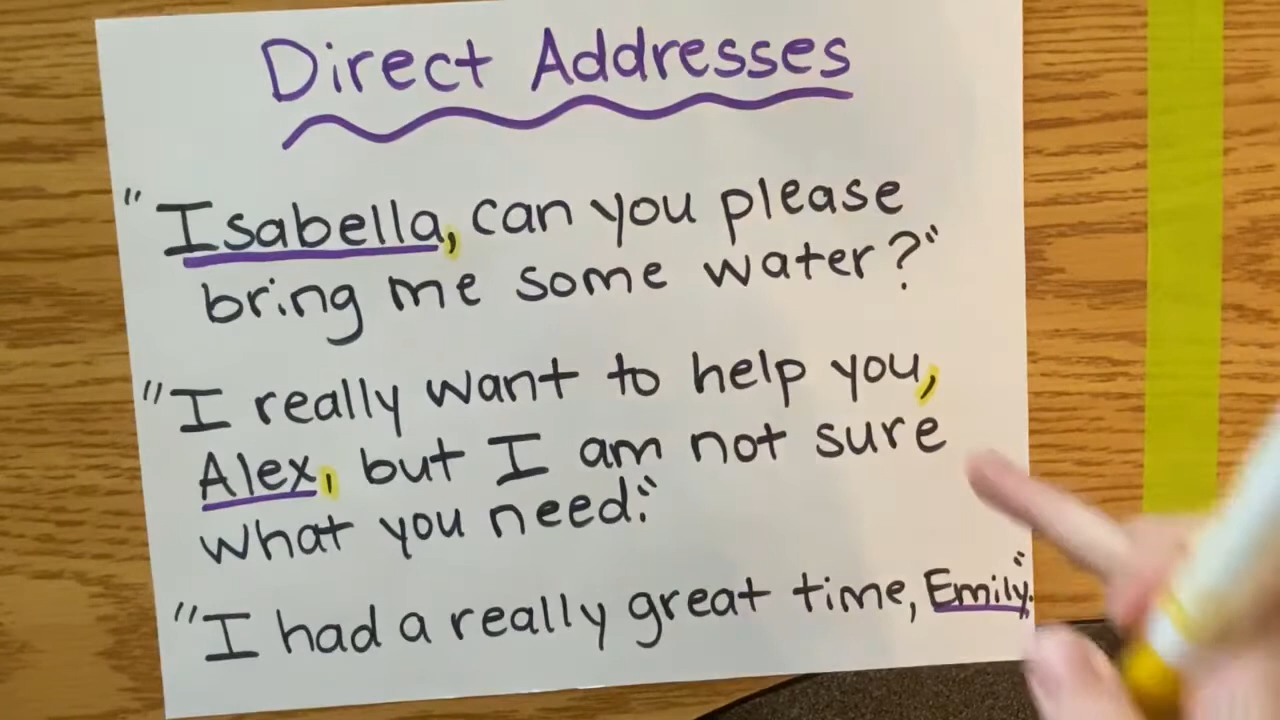 Direct Addresses
"Isabella, can you please
bring me some water?"
"I really want to help you,
Alex, but I am not sure
what you need."
"I had a really great time, Emily."